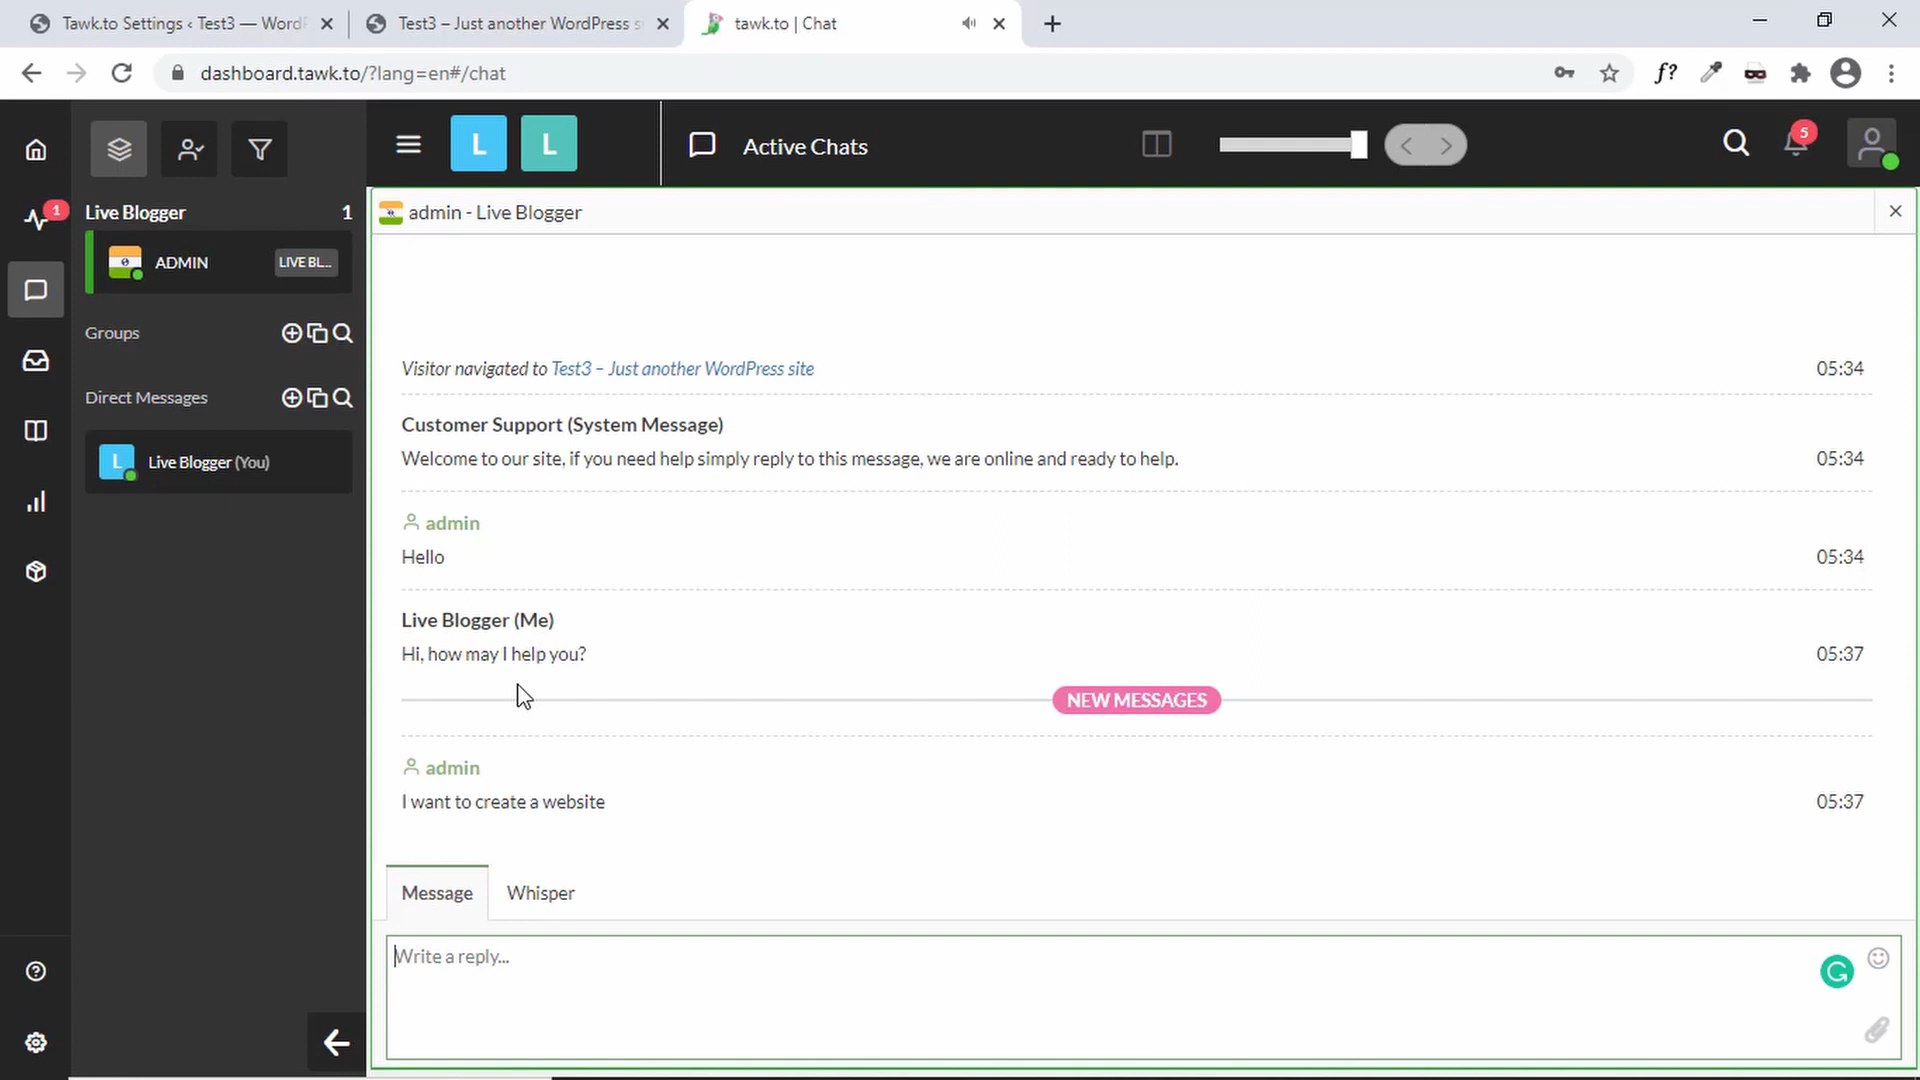 Tawk.to Settings ‹ Test3 — WordP
Test3 – Just another WordPress s
tawk.to | Chat
dashboard.tawk.to/?lang=en#/chat
f?
L
L
Active Chats
5
1
Live Blogger
1
ADMIN
LIVE BL...
Groups
Direct Messages
L
Live Blogger (You)
admin - Live Blogger
Visitor navigated to Test3 – Just another WordPress site
05:34
Customer Support (System Message)
Welcome to our site, if you need help simply reply to this message, we are online and ready to help.
05:34
admin
Hello
05:34
Live Blogger (Me)
Hi, how may I help you?
05:37
NEW MESSAGES
admin
I want to create a website
05:37
Message
Whisper
Write a reply...